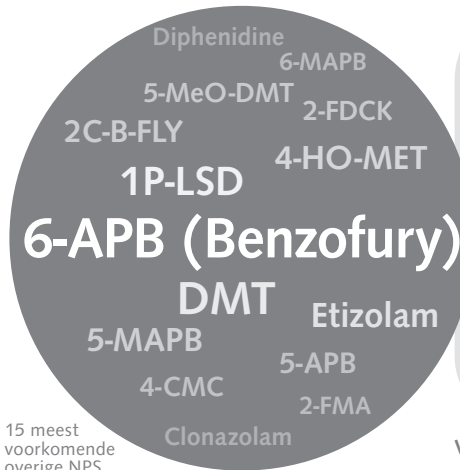 Diphenidine
6-MAPB
5-MeO-DMT
2-FDCK
2C-B-FLY
4-HO-MET
1P-LSD
6-APB (Benzofury)
DMT
Etizolam
5-MAPB
5-APB
4-CMC
2-FMA
Clonazolam
15 meest
voorkomende
overige NPS